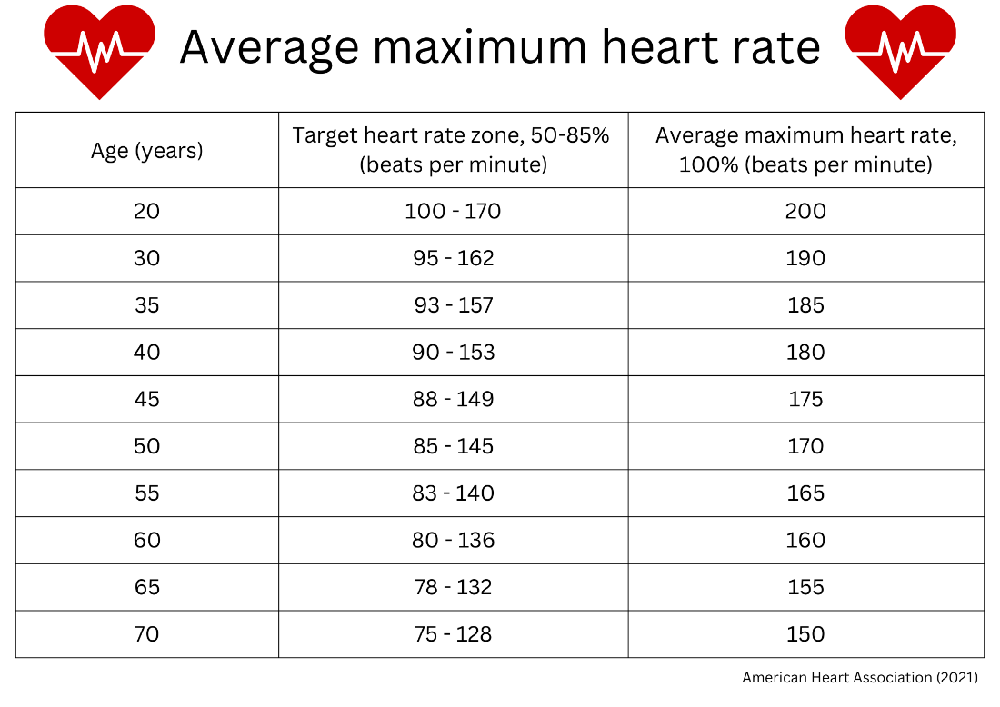 Average maximum heart rate
Age (years)
Target heart rate zone, 50-85%
(beats per minute)
Average maximum heart rate,
100% (beats per minute)
20 100 - 170 200
30 95 - 162 190
35 93 - 157 185
40 90 - 153 180
45 88 - 149 175
50 85 - 145 170
55 83 - 140 165
60 80 - 136 160
65 78 - 132 155
70 75 - 128 150
American Heart Association (2021)